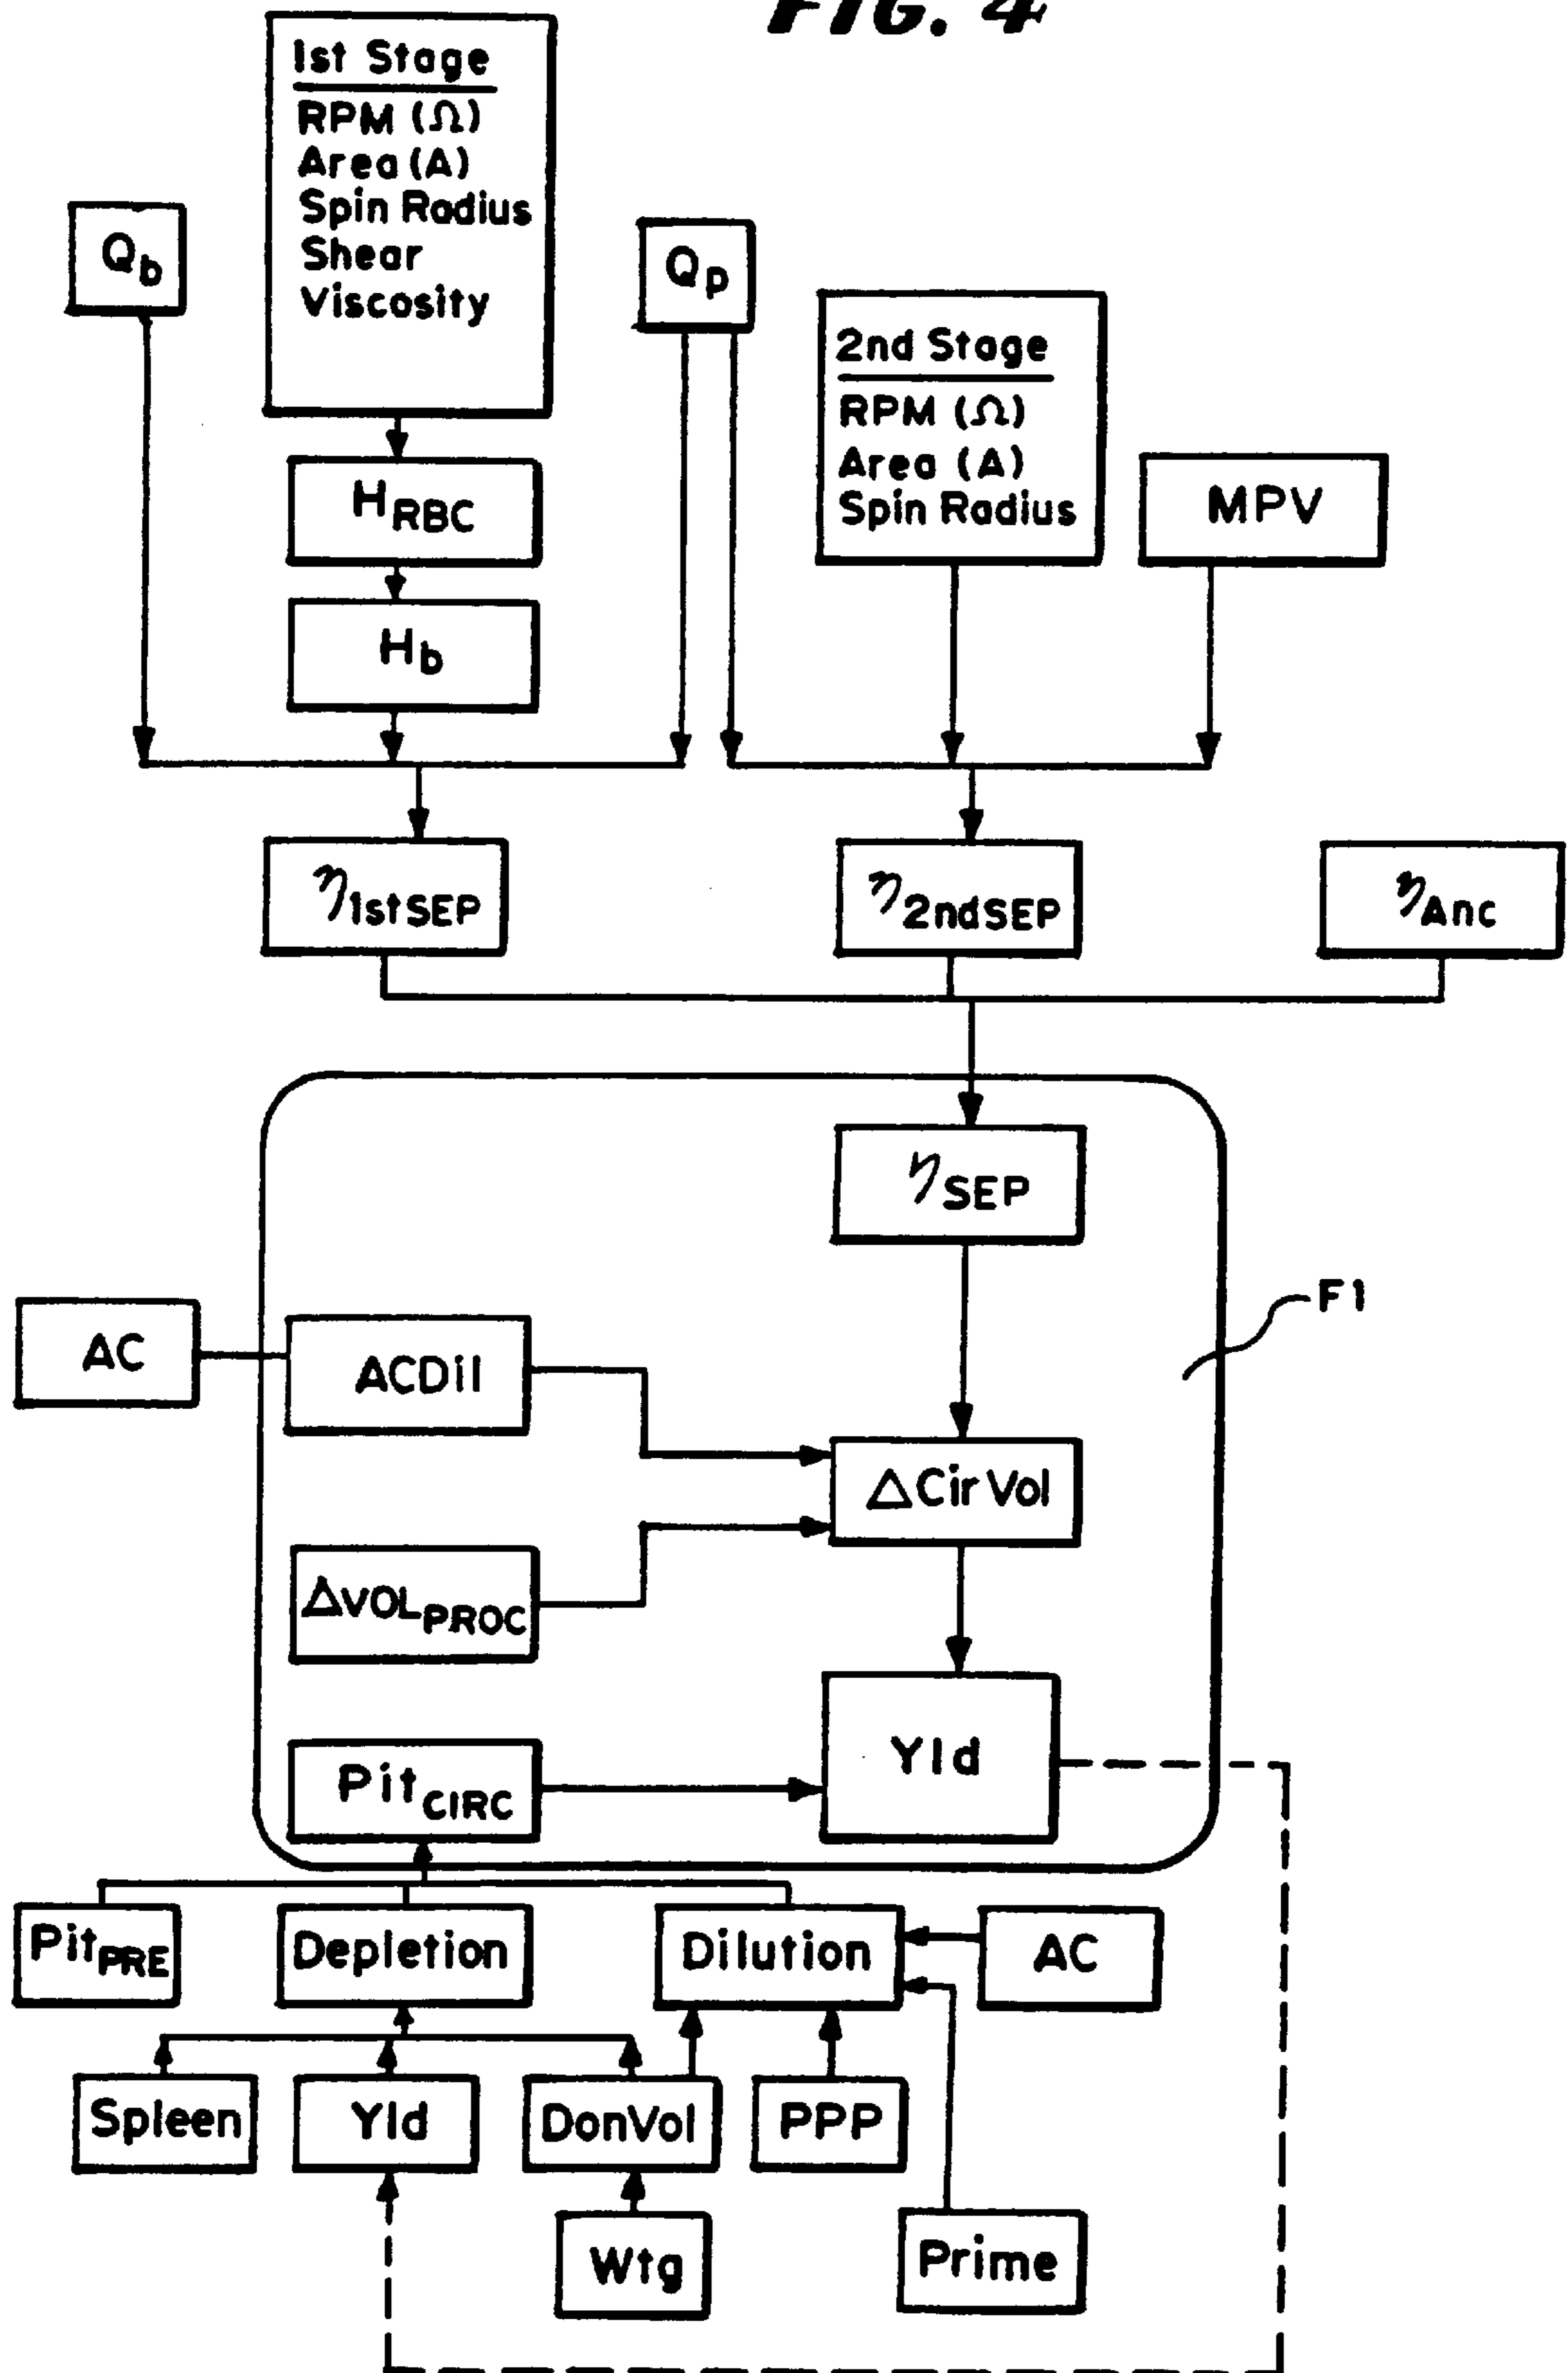 FIG. 4
1st Stage
RPM (Ω)
Area (A)
Spin Radius
Shear
Viscosity
Qb
Qp
2nd Stage
RPM (Ω)
Area (A)
Spin Radius
MPV
HRBC
Hb
η1stSEP
η2ndSEP
ηAnc
ηSEP
F1
AC
ACDil
ΔCirVol
ΔVOLPROC
Yld
PitCIRC
PitPRE
Depletion
Dilution
AC
Spleen
Yld
DonVol
PPP
Wtg
Prime